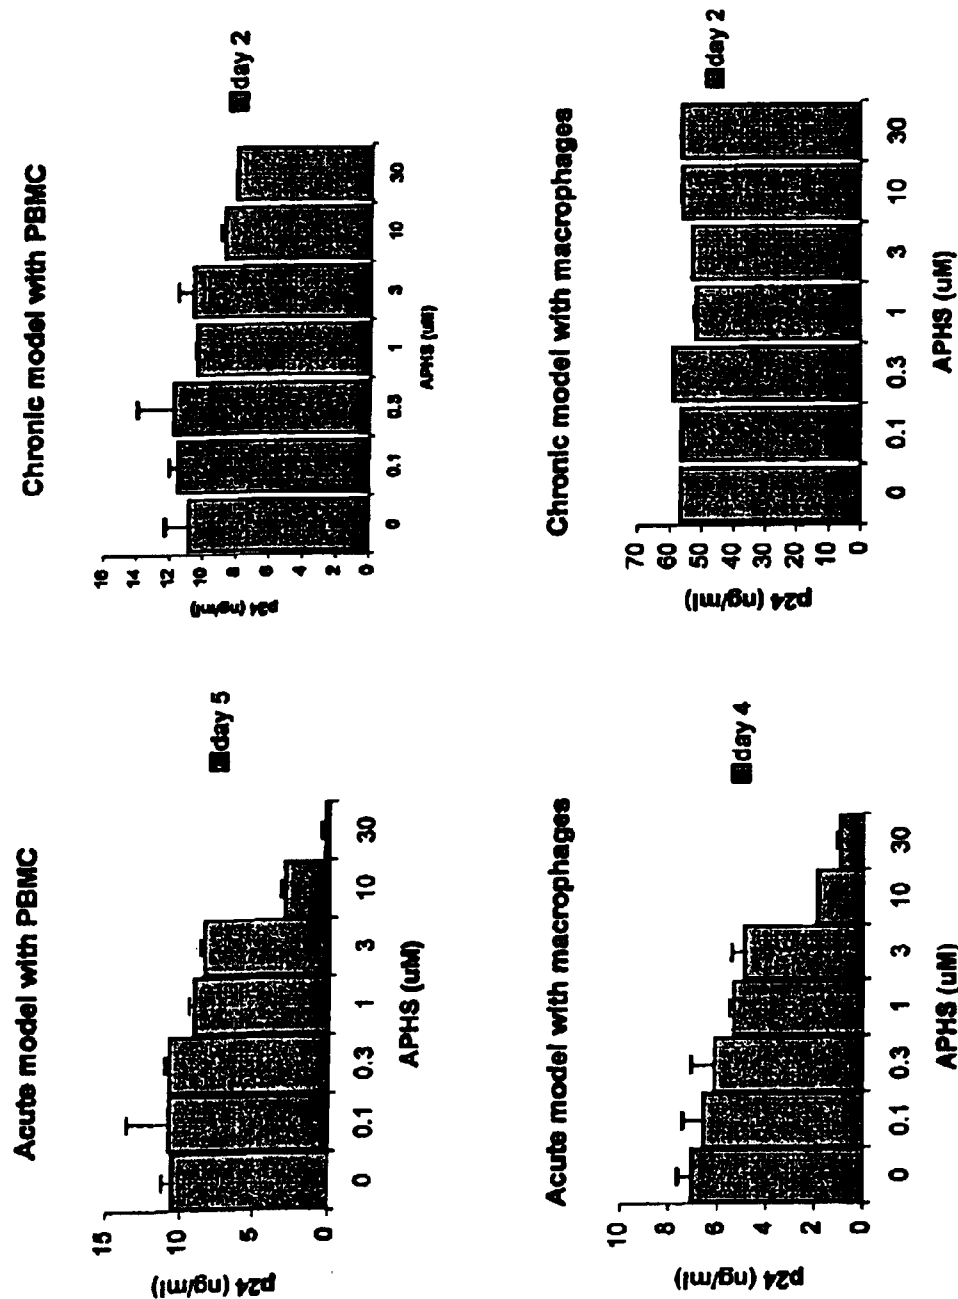 Acute model with PBMC
p24 (ng/ml)
15
10
5
0
0 0.1 0.3 1 3 10 30
APHS (uM)
day 5
Chronic model with PBMC
p24 (ng/ml)
16
14
12
10
8
6
4
2
0
0 0.1 0.3 1 3 10 30
APHS (uM)
day 2
Acute model with macrophages
p24 (ng/ml)
10
8
6
4
2
0
0 0.1 0.3 1 3 10 30
APHS (uM)
day 4
Chronic model with macrophages
p24 (ng/ml)
70
60
50
40
30
20
10
0
0 0.1 0.3 1 3 10 30
APHS (uM)
day 2